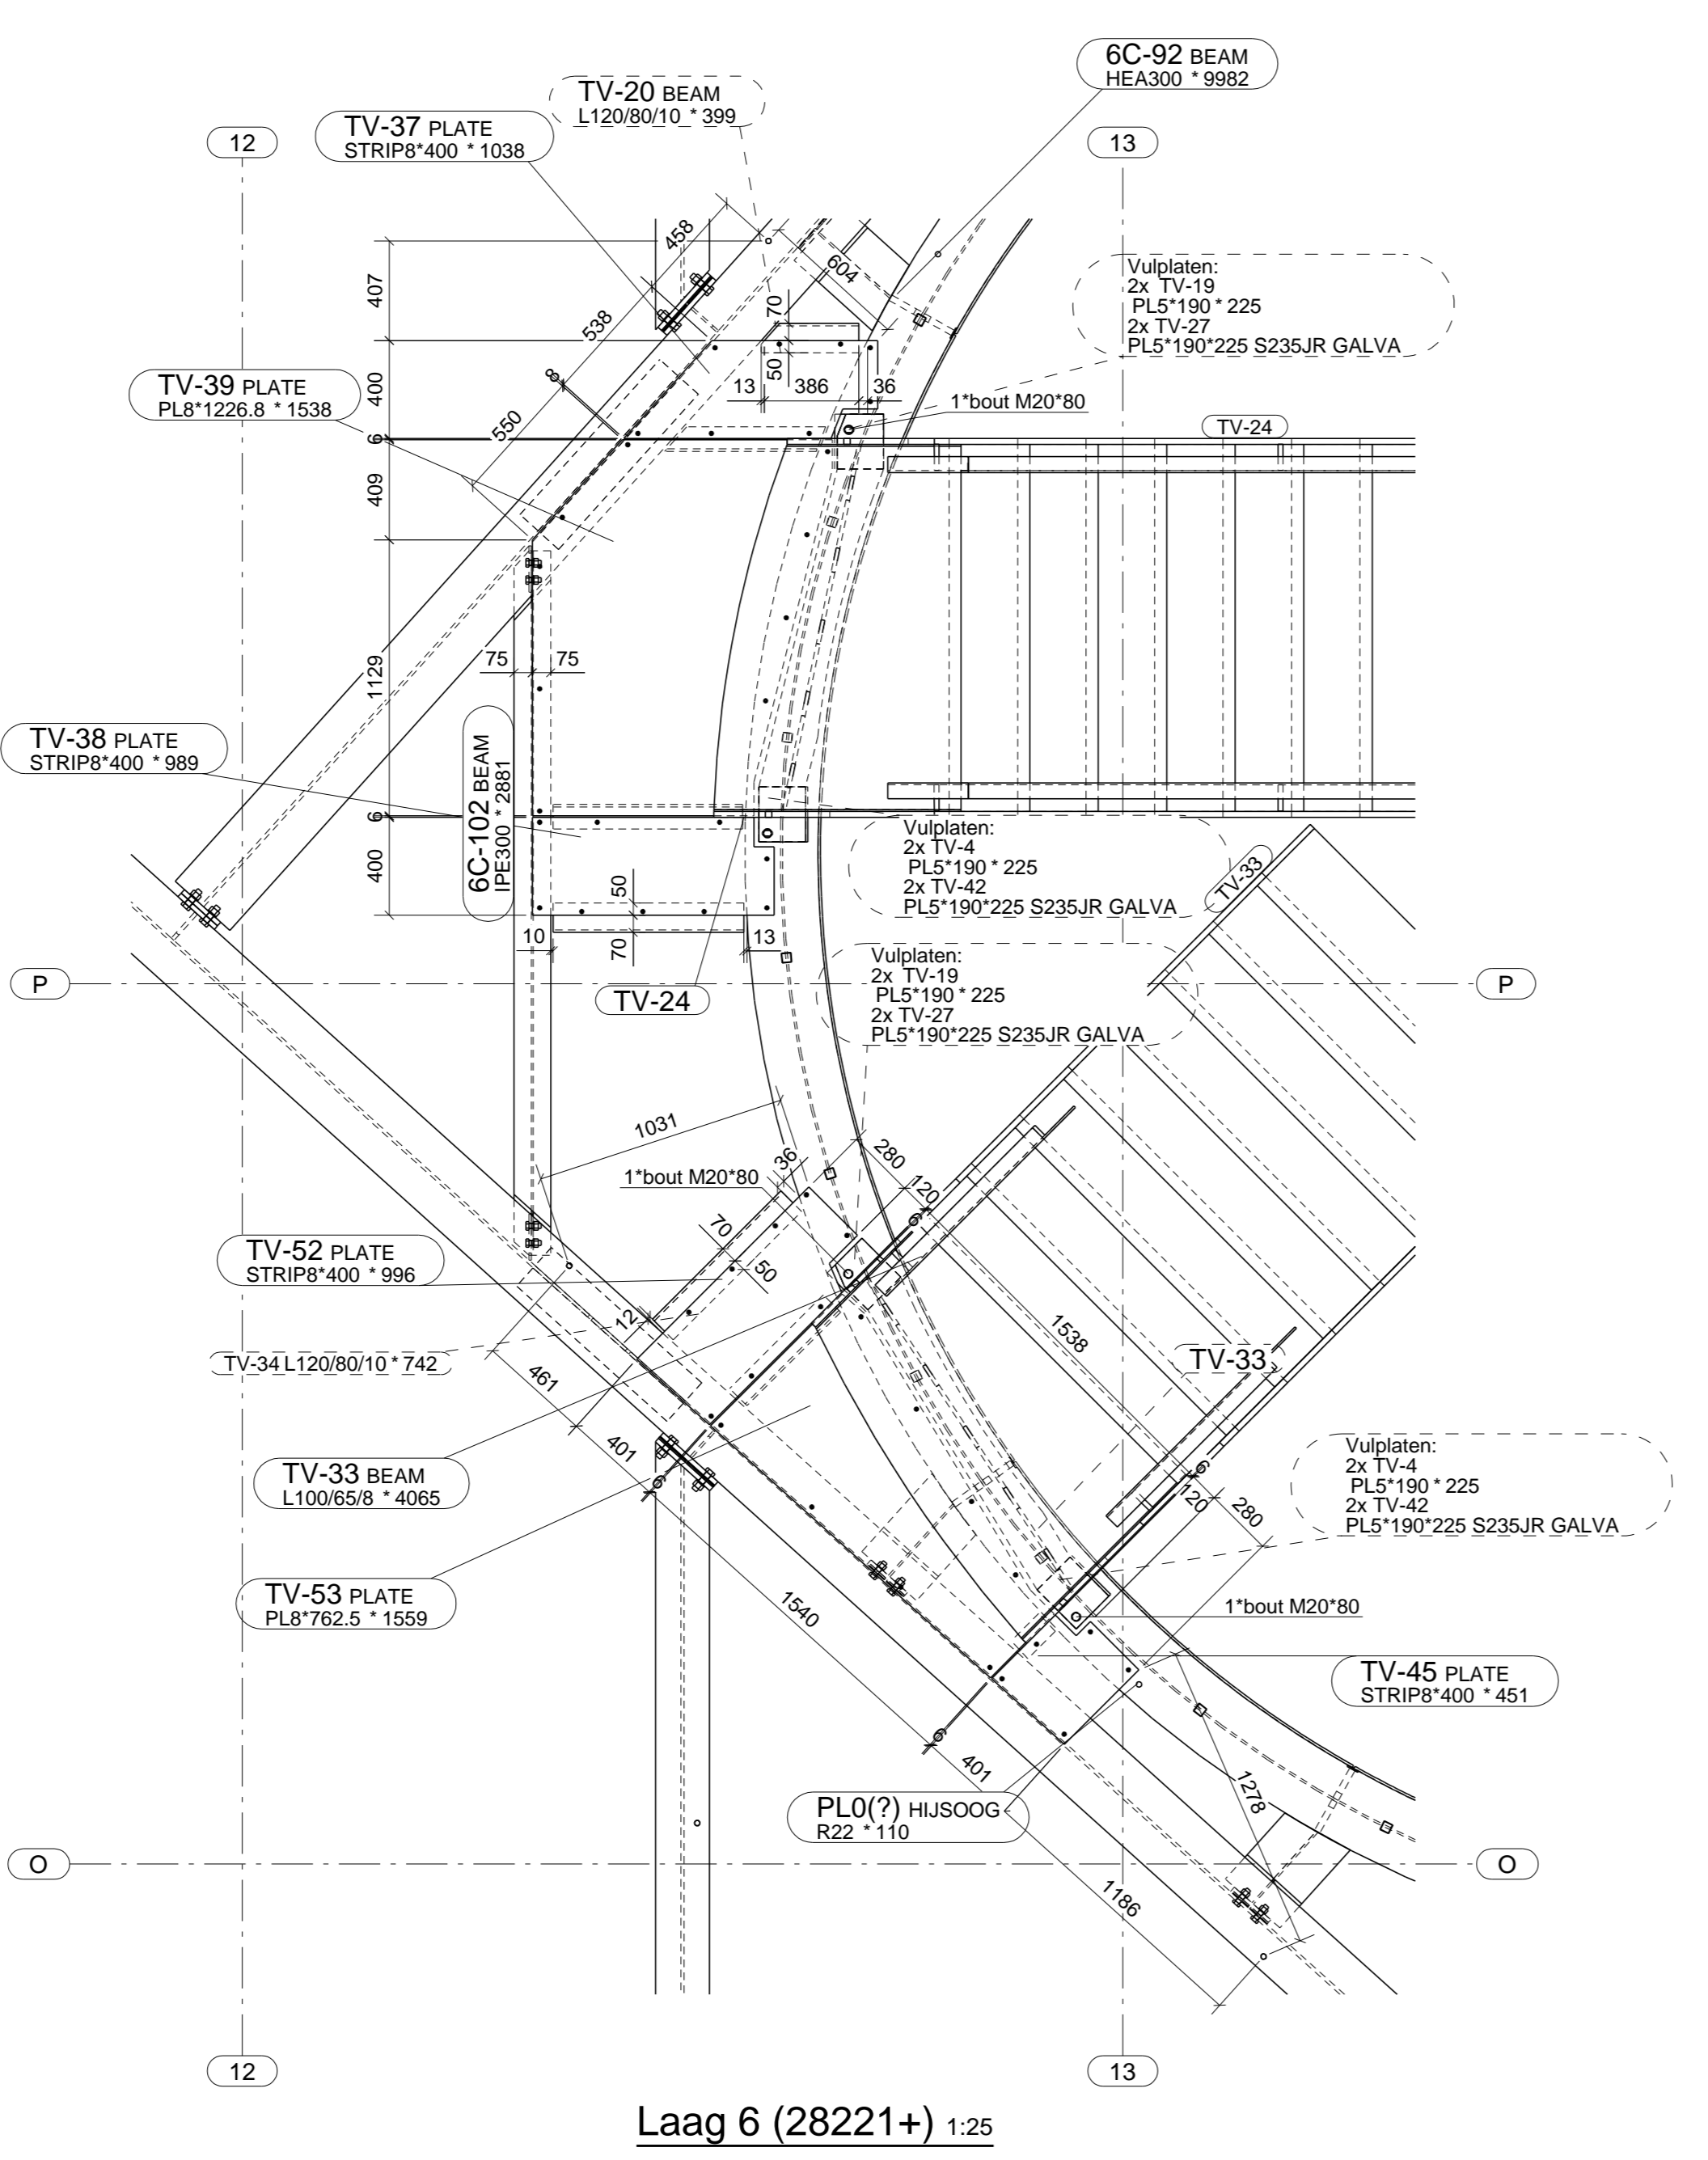 6C-92 BEAM
HEA300 * 9982
TV-20 BEAM
L120/80/10 * 399
TV-37 PLATE
STRIP8*400 * 1038
12
13
458
604
407
70
538
Vulplaten:
2x TV-19
PL5*190 * 225
2x TV-27
PL5*190*225 S235JR GALVA
8
50
400
TV-39 PLATE
PL8*1226.8 * 1538
13
386
36
1*bout M20*80
550
TV-24
6
409
1129
75
75
TV-38 PLATE
STRIP8*400 * 989
6C-102 BEAM
IPE300 * 2881
6
400
Vulplaten:
2x TV-4
PL5*190 * 225
2x TV-42
PL5*190*225 S235JR GALVA
TV-33
50
10
70
13
P
TV-24
Vulplaten:
2x TV-19
PL5*190 * 225
2x TV-27
PL5*190*225 S235JR GALVA
P
1031
280
36
1*bout M20*80
120
6
70
TV-52 PLATE
STRIP8*400 * 996
50
12
1538
TV-34 L120/80/10 * 742
TV-33
461
401
TV-33 BEAM
L100/65/8 * 4065
6
6
120
280
Vulplaten:
2x TV-4
PL5*190 * 225
2x TV-42
PL5*190*225 S235JR GALVA
TV-53 PLATE
PL8*762.5 * 1559
1540
1*bout M20*80
TV-45 PLATE
STRIP8*400 * 451
6
401
1278
PL0(?) HIJSOOG
R22 * 110
O
O
1186
12
13
Laag 6 (28221+) 1:25